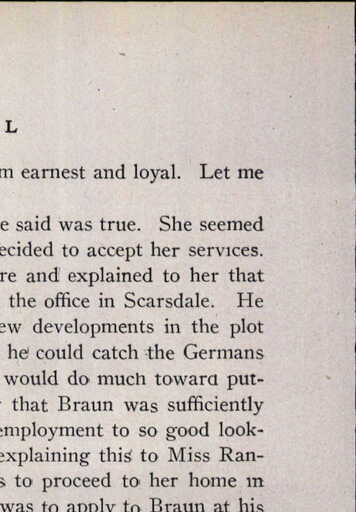 L
m earnest and loyal. Let me
e said was true. She seemed
ecided to accept her services.
re and explained to her that
the office in Scarsdale. He
ew developments in the plot
he could catch the Germans
would do much toward put-
that Braun was sufficiently
employment to so good look-
explaining this to Miss Ran-
s to proceed to her home in
was to apply to Braun at his